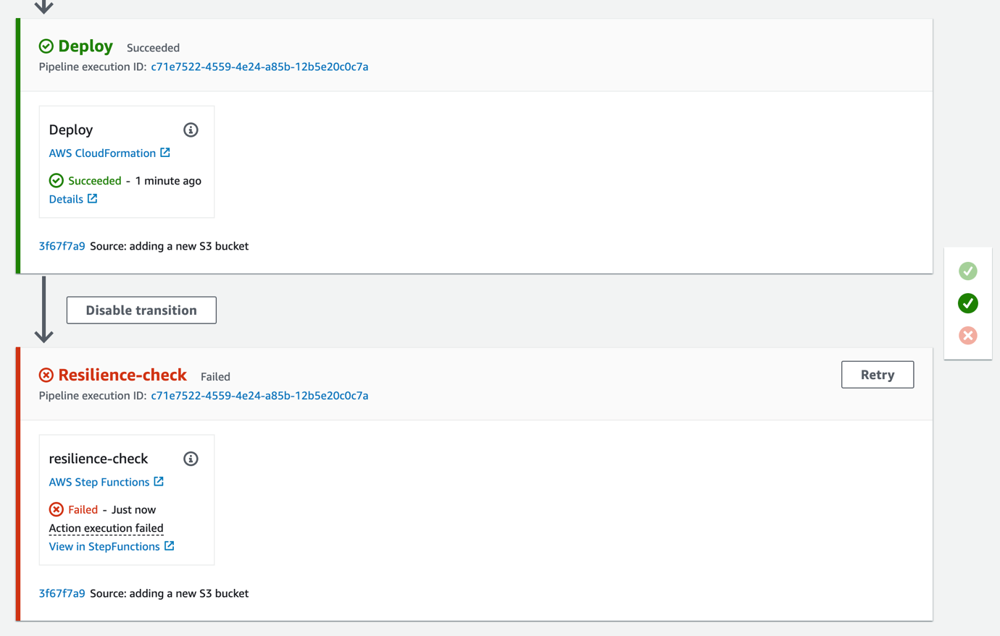 Deploy Succeeded
Pipeline execution ID: c71e7522-4559-4e24-a85b-12b5e20c0c7a
Deploy
AWS CloudFormation
Succeeded - 1 minute ago
Details
3f67f7a9 Source: adding a new S3 bucket
Disable transition
Resilience-check Failed
Retry
Pipeline execution ID: c71e7522-4559-4e24-a85b-12b5e20c0c7a
resilience-check
AWS Step Functions
Failed - Just now
Action execution failed
View in StepFunctions
3f67f7a9 Source: adding a new S3 bucket